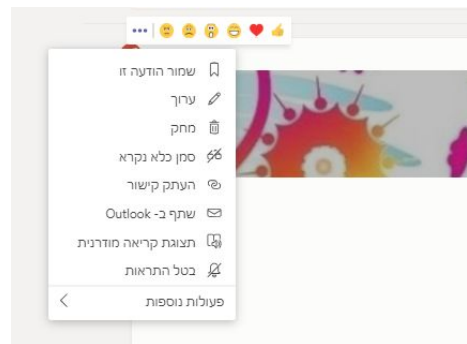 שמור הודעה זו
ערוך
מחק
סמן כלא נקרא
העתק קישור
שתף ב- Outlook
תצוגת קריאה מודרנית
בטל התראות
פעולות נוספות